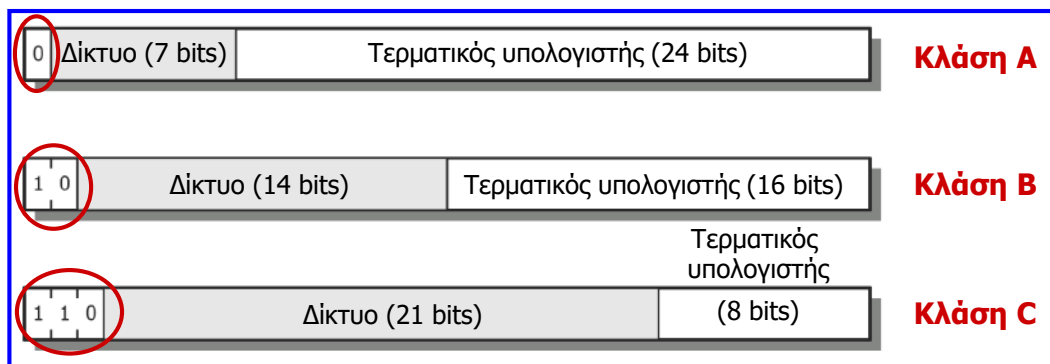 0 Δίκτυο (7 bits) Τερματικός υπολογιστής (24 bits) Κλάση A
1 0 Δίκτυο (14 bits) Τερματικός υπολογιστής (16 bits) Κλάση B
Τερματικός
υπολογιστής
1 1 0 Δίκτυο (21 bits) (8 bits) Κλάση C